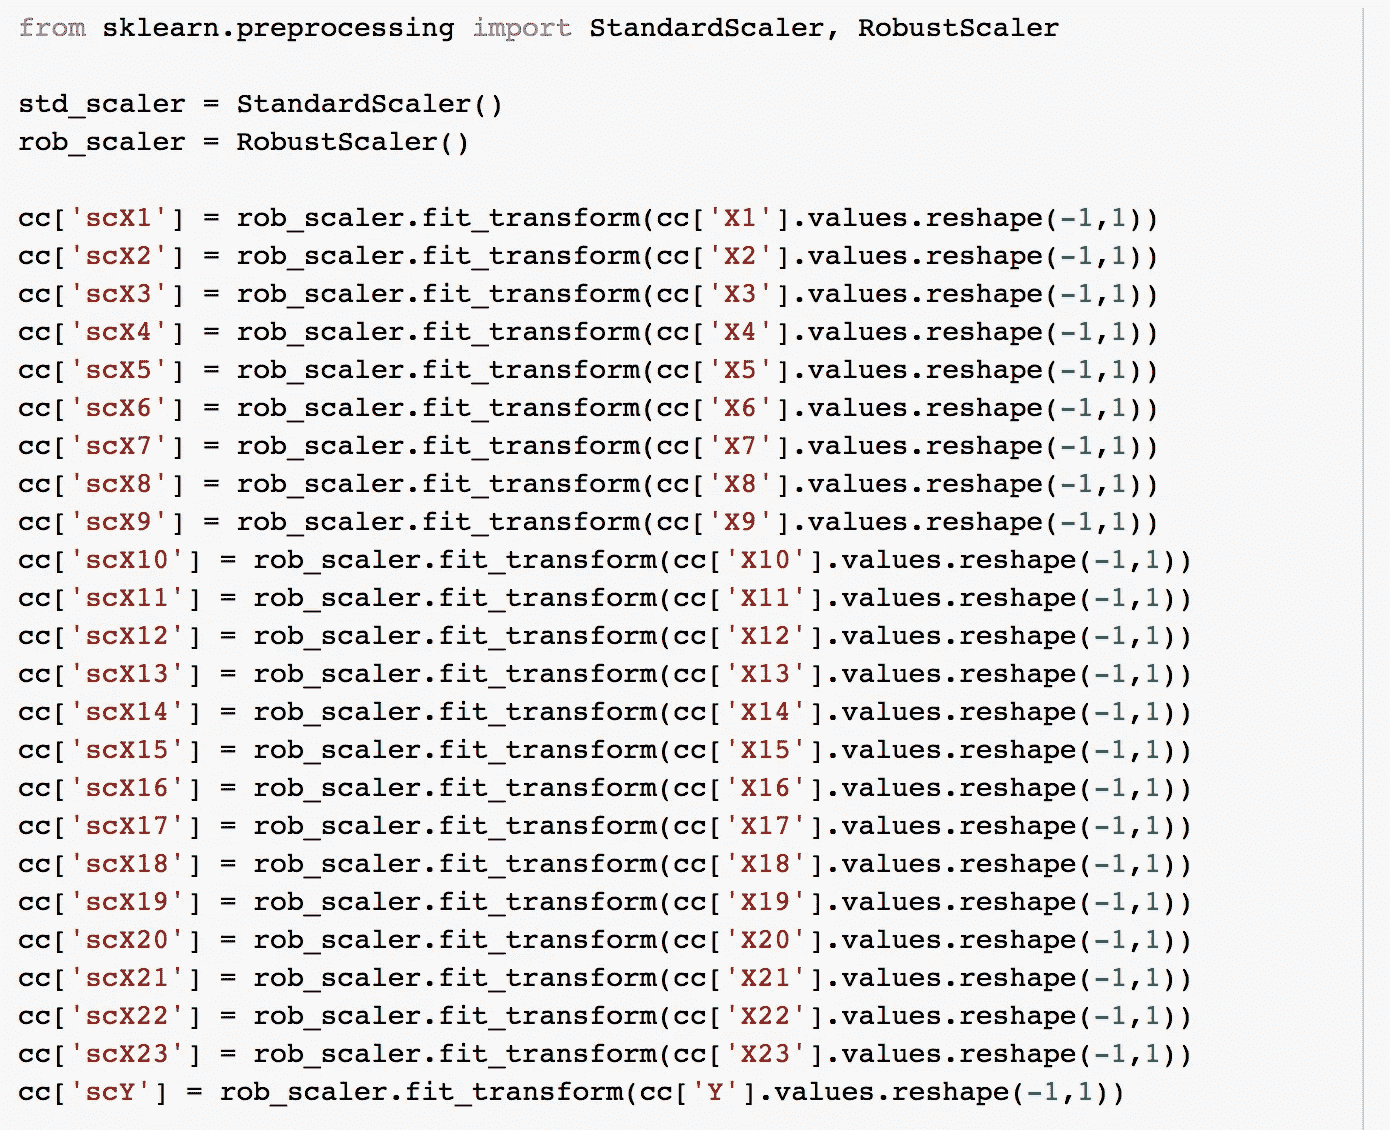 from sklearn.preprocessing import StandardScaler, RobustScaler
std_scaler = StandardScaler()
rob_scaler = RobustScaler()
cc['scX1'] = rob_scaler.fit_transform(cc['X1'].values.reshape(-1,1))
cc['scX2'] = rob_scaler.fit_transform(cc['X2'].values.reshape(-1,1))
cc['scX3'] = rob_scaler.fit_transform(cc['X3'].values.reshape(-1,1))
cc['scX4'] = rob_scaler.fit_transform(cc['X4'].values.reshape(-1,1))
cc['scX5'] = rob_scaler.fit_transform(cc['X5'].values.reshape(-1,1))
cc['scX6'] = rob_scaler.fit_transform(cc['X6'].values.reshape(-1,1))
cc['scX7'] = rob_scaler.fit_transform(cc['X7'].values.reshape(-1,1))
cc['scX8'] = rob_scaler.fit_transform(cc['X8'].values.reshape(-1,1))
cc['scX9'] = rob_scaler.fit_transform(cc['X9'].values.reshape(-1,1))
cc['scX10'] = rob_scaler.fit_transform(cc['X10'].values.reshape(-1,1))
cc['scX11'] = rob_scaler.fit_transform(cc['X11'].values.reshape(-1,1))
cc['scX12'] = rob_scaler.fit_transform(cc['X12'].values.reshape(-1,1))
cc['scX13'] = rob_scaler.fit_transform(cc['X13'].values.reshape(-1,1))
cc['scX14'] = rob_scaler.fit_transform(cc['X14'].values.reshape(-1,1))
cc['scX15'] = rob_scaler.fit_transform(cc['X15'].values.reshape(-1,1))
cc['scX16'] = rob_scaler.fit_transform(cc['X16'].values.reshape(-1,1))
cc['scX17'] = rob_scaler.fit_transform(cc['X17'].values.reshape(-1,1))
cc['scX18'] = rob_scaler.fit_transform(cc['X18'].values.reshape(-1,1))
cc['scX19'] = rob_scaler.fit_transform(cc['X19'].values.reshape(-1,1))
cc['scX20'] = rob_scaler.fit_transform(cc['X20'].values.reshape(-1,1))
cc['scX21'] = rob_scaler.fit_transform(cc['X21'].values.reshape(-1,1))
cc['scX22'] = rob_scaler.fit_transform(cc['X22'].values.reshape(-1,1))
cc['scX23'] = rob_scaler.fit_transform(cc['X23'].values.reshape(-1,1))
cc['scY'] = rob_scaler.fit_transform(cc['Y'].values.reshape(-1,1))